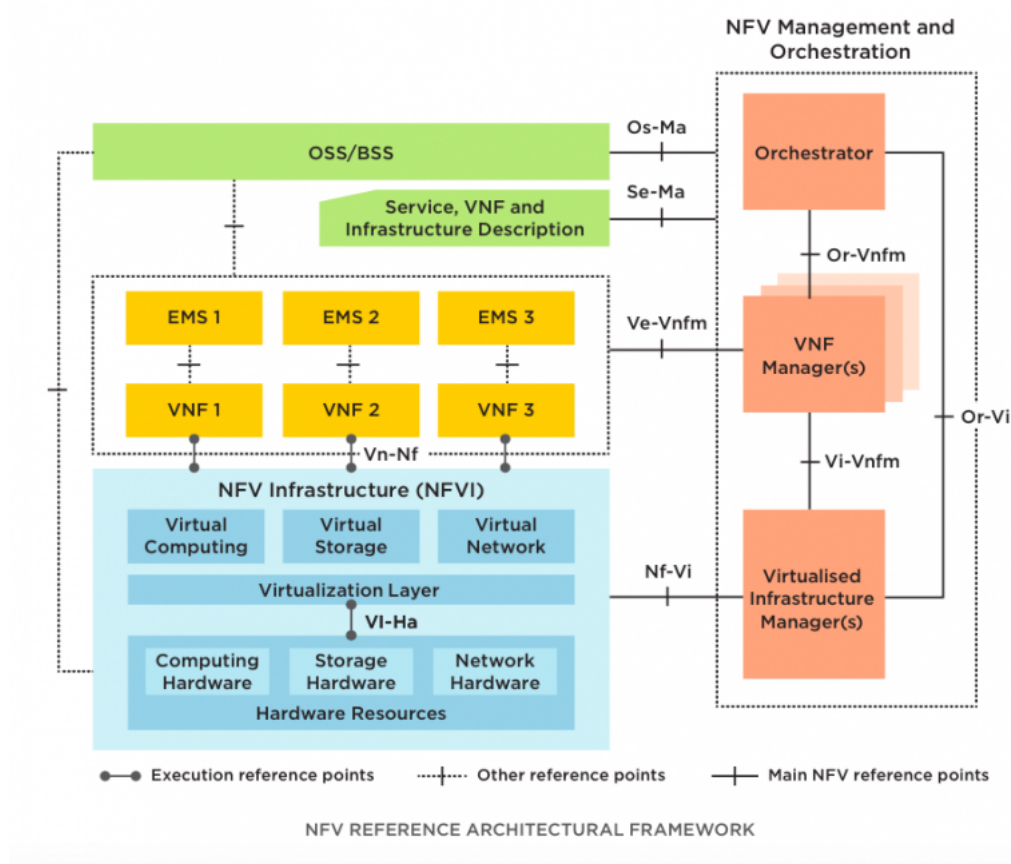 NFV Management and
Orchestration
Os-Ma
OSS/BSS
Orchestrator
Se-Ma
Service, VNF and
Infrastructure Description
Or-Vnfm
EMS 1
EMS 2
EMS 3
Ve-Vnfm
VNF
Manager(s)
VNF 1
VNF 2
VNF 3
Or-Vi
Vn-Nf
Vi-Vnfm
NFV Infrastructure (NFVI)
Virtual
Computing
Virtual
Storage
Virtual
Network
Nf-Vi
Virtualised
Infrastructure
Manager(s)
Virtualization Layer
VI-Ha
Computing
Hardware
Storage
Hardware
Network
Hardware
Hardware Resources
Execution reference points
Other reference points
Main NFV reference points
NFV REFERENCE ARCHITECTURAL FRAMEWORK